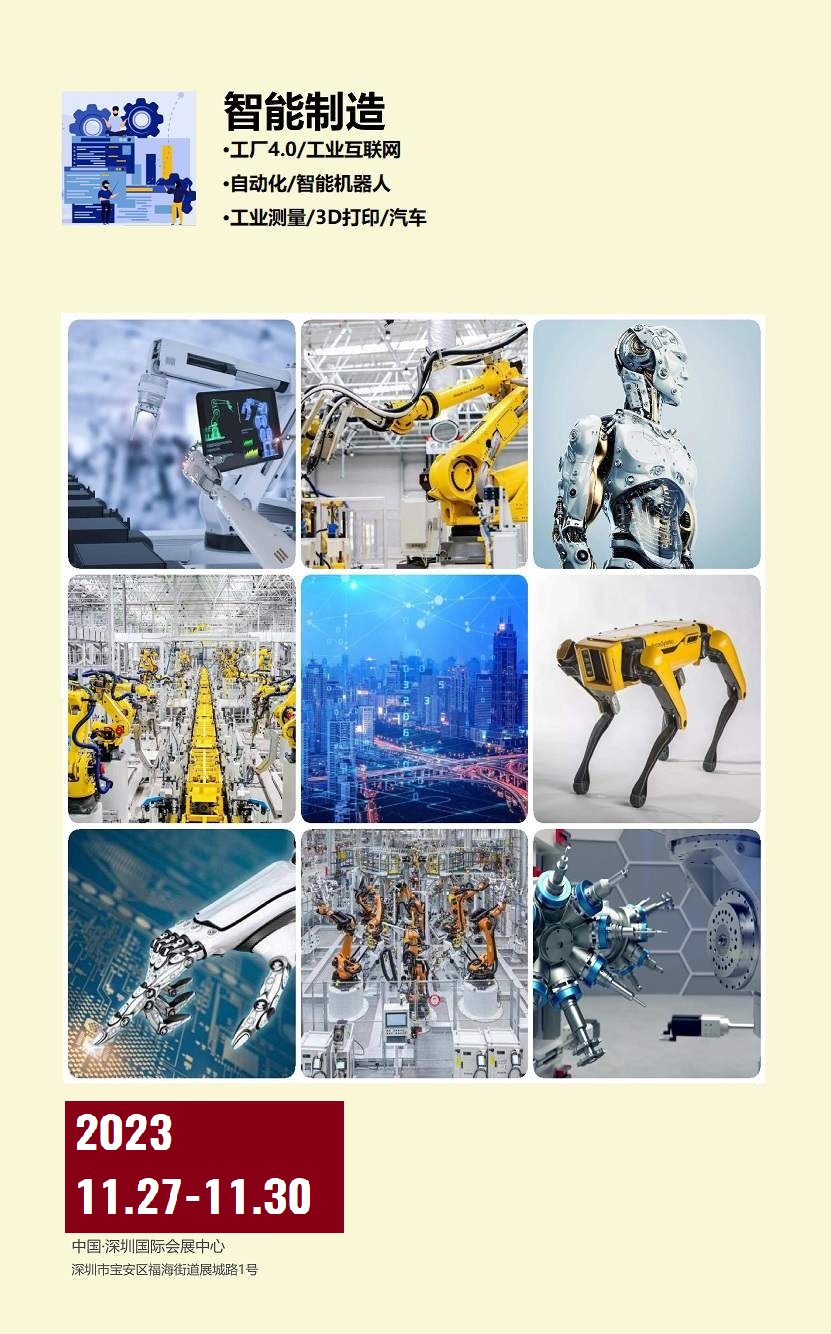 智能制造
•工厂4.0/工业互联网
•自动化/智能机器人
•工业测量/3D打印/汽车
2023
11.27-11.30
中国·深圳国际会展中心
深圳市宝安区福海街道展城路1号